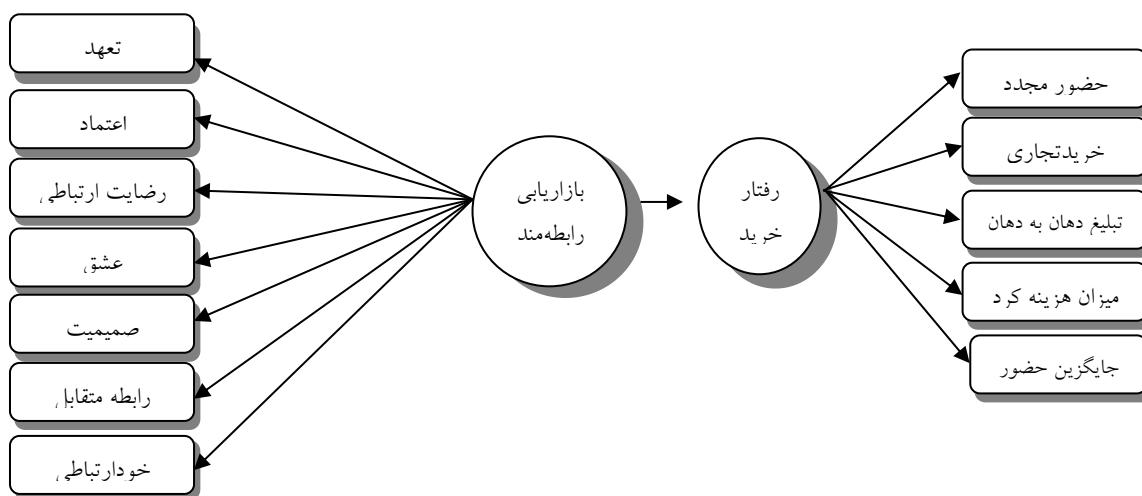 تعهد
اعتماد
رضایت ارتباطی
عشق
صمیمیت
رابطه متقابل
خودارتباطی
بازاریابی
رابطه‌مند
رفتار
خرید
حضور مجدد
خریدتجاری
تبلیغ دهان به دهان
میزان هزینه کرد
جایگزین حضور